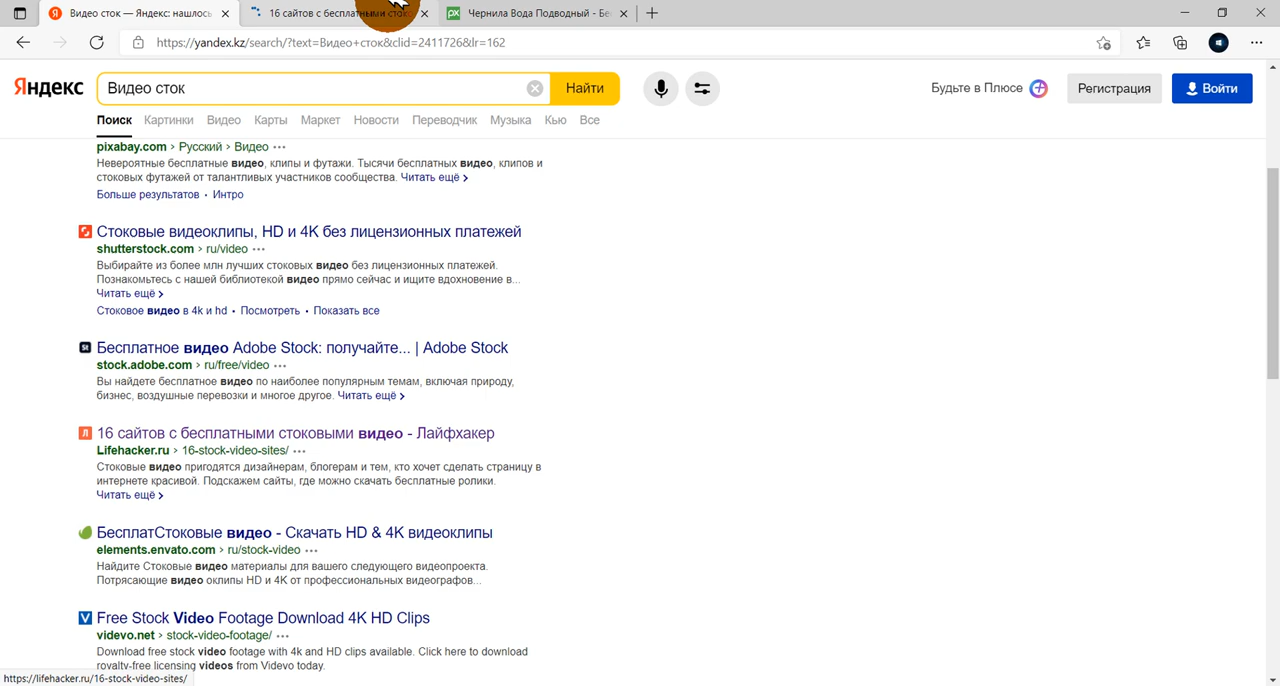 Видео сток — Яндекс: нашлось
16 сайтов с бесплатными сток
Чернила Вода Подводный - Бе
https://yandex.kz/search/?text=Видео+сток&clid=2411726&lr=162
Яндекс
Видео сток
Найти
Будьте в Плюсе
Регистрация
Войти
Поиск Картинки Видео Карты Маркет Новости Переводчик Музыка Кью Все
pixabay.com › Русский › Видео
Невероятные бесплатные видео, клипы и футажи. Тысячи бесплатных видео, клипов и
стоковых футажей от талантливых участников сообщества. Читать ещё ›
Больше результатов · Интро
Стоковые видеоклипы, HD и 4K без лицензионных платежей
shutterstock.com › ru/video
Выбирайте из более млн лучших стоковых видео без лицензионных платежей.
Познакомьтесь с нашей библиотекой видео прямо сейчас и ищите вдохновение в...
Читать ещё ›
Стоковое видео в 4k и hd · Посмотреть · Показать все
St Бесплатное видео Adobe Stock: получайте... | Adobe Stock
stock.adobe.com › ru/free/video
Вы найдете бесплатное видео по наиболее популярным темам, включая природу,
бизнес, воздушные перевозки и многое другое. Читать ещё ›
Л 16 сайтов с бесплатными стоковыми видео - Лайфхакер
Lifehacker.ru › 16-stock-video-sites/
Стоковые видео пригодятся дизайнерам, блогерам и тем, кто хочет сделать страницу в
интернете красивой. Подскажем сайты, где можно скачать бесплатные ролики.
Читать ещё ›
БесплатСтоковые видео - Скачать HD & 4K видеоклипы
elements.envato.com › ru/stock-video
Найдите Стоковые видео материалы для вашего следующего видеопроекта.
Потрясающие видео оклипы HD и 4K от профессиональных видеографов...
V Free Stock Video Footage Download 4K HD Clips
videvo.net › stock-video-footage/
Download free stock video footage with 4k and HD clips available. Click here to download
royalty-free licensing videos from Videvo today.
https://lifehacker.ru/16-stock-video-sites/